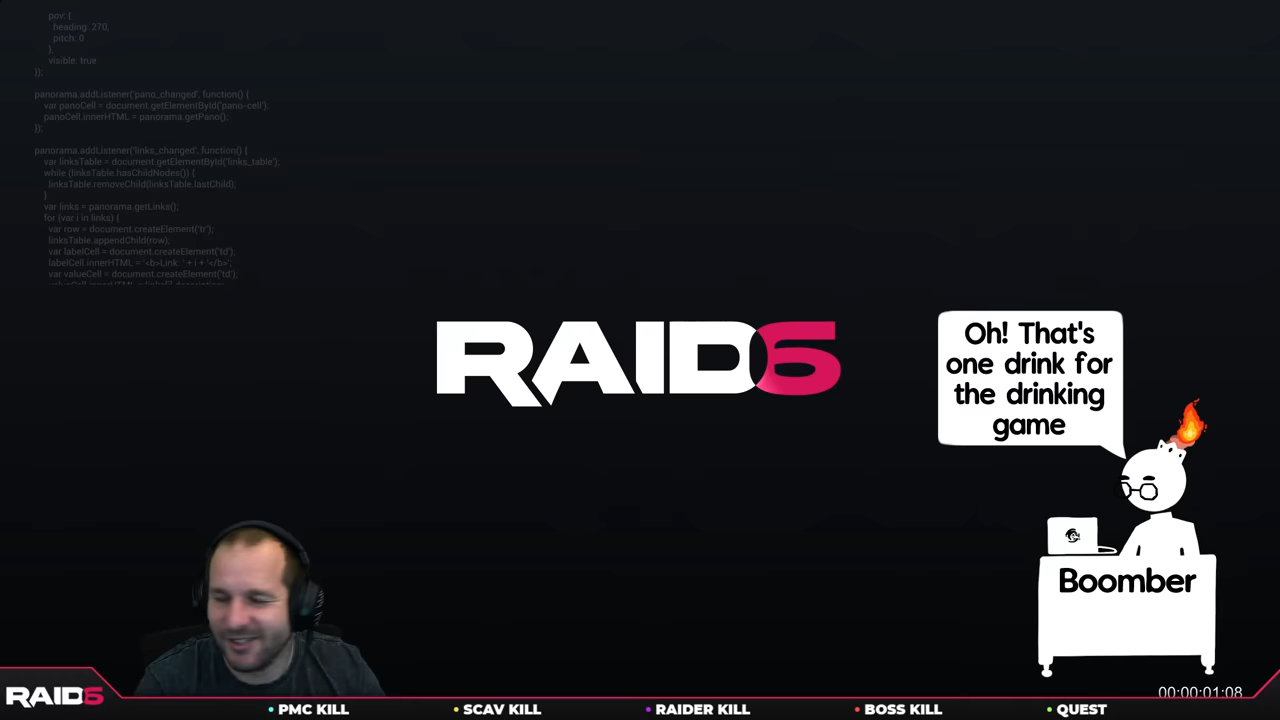 pov: {
heading: 270,
pitch: 0
},
visible: true
});
panorama.addListener('pano_changed', function() {
var panoCell = document.getElementById('pano-cell');
panoCell.innerHTML = panorama.getPano();
});
panorama.addListener('links_changed', function() {
var linksTable = document.getElementById('links_table');
while (linksTable.hasChildNodes()) {
linksTable.removeChild(linksTable.lastChild);
}
var links = panorama.getLinks();
for (var i in links) {
var row = document.createElement('tr');
linksTable.appendChild(row);
var labelCell = document.createElement('td');
labelCell.innerHTML = '<b>Link: ' + i + '</b>';
var valueCell = document.createElement('td');
RAID6
Oh! That's
one drink for
the drinking
game
Boomber
00:00:01:08
RAID6
PMC KILL
SCAV KILL
RAIDER KILL
BOSS KILL
QUEST